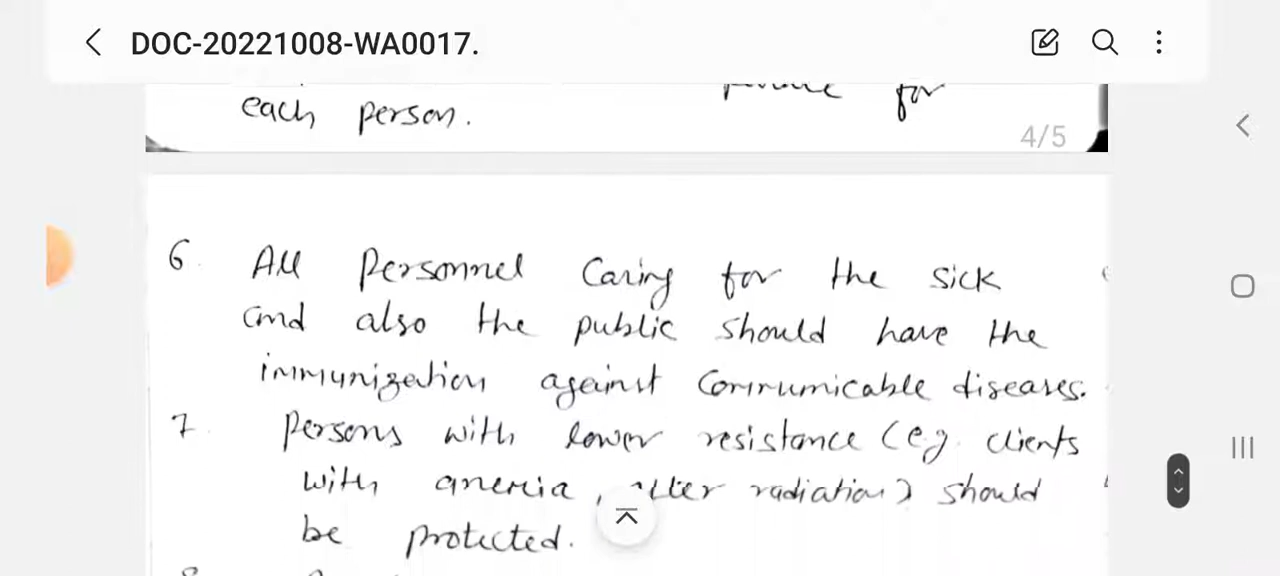 DOC-20221008-WA0017.
for
each person.
4/5
6. All Personnel Caring for the sick
and also the public should have the
immunization against Communicable diseases.
7. Persons with lower resistance (e.g. clients
with anemia, after radiation) should
be protected.